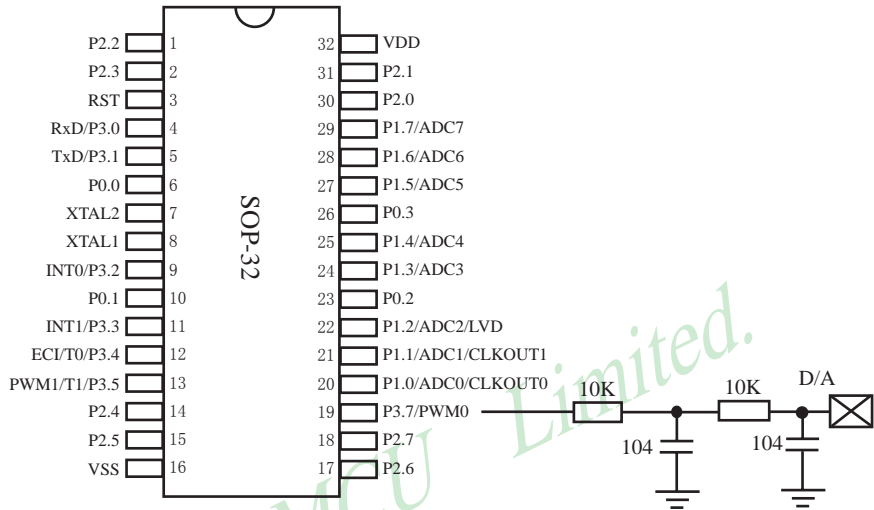 P2.2 1
P2.3 2
RST 3
RxD/P3.0 4
TxD/P3.1 5
P0.0 6
XTAL2 7
XTAL1 8
INT0/P3.2 9
P0.1 10
INT1/P3.3 11
ECI/T0/P3.4 12
PWM1/T1/P3.5 13
P2.4 14
P2.5 15
VSS 16
SOP-32
32 VDD
31 P2.1
30 P2.0
29 P1.7/ADC7
28 P1.6/ADC6
27 P1.5/ADC5
26 P0.3
25 P1.4/ADC4
24 P1.3/ADC3
23 P0.2
22 P1.2/ADC2/LVD
21 P1.1/ADC1/CLKOUT1
20 P1.0/ADC0/CLKOUT0
19 P3.7/PWM0
18 P2.7
17 P2.6
10K 10K D/A
104 104
MCU Limited.